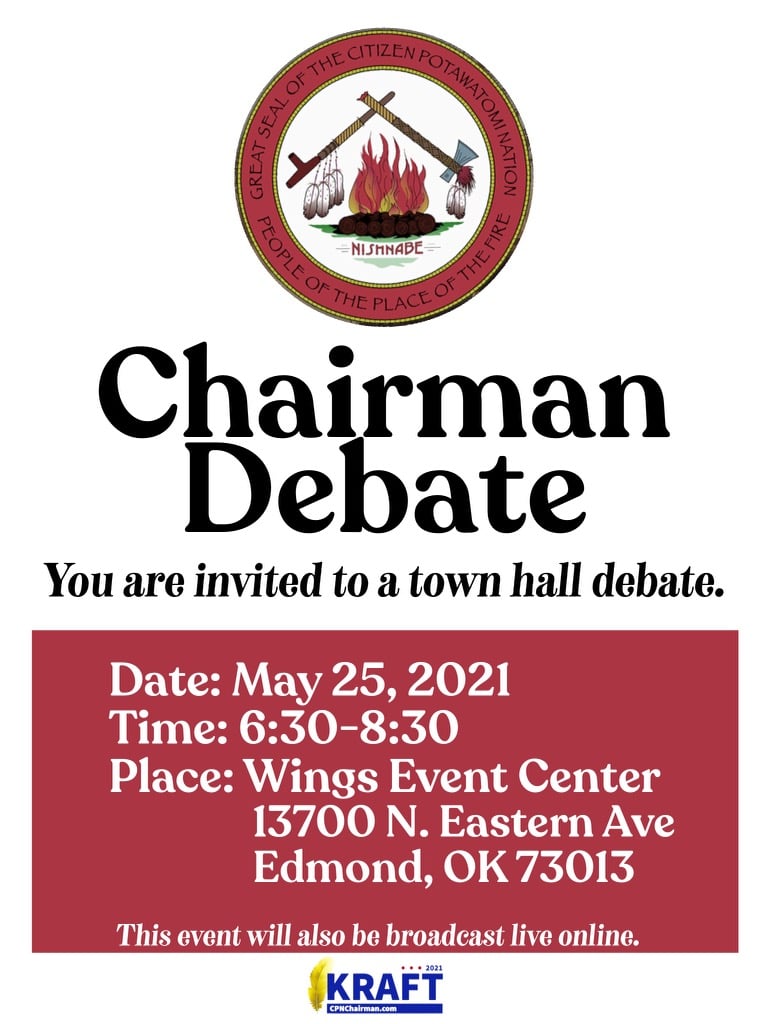 GREAT SEAL OF THE CITIZEN POTAWATOMI NATION
PEOPLE OF THE PLACE OF THE FIRE
NISHNABE
Chairman
Debate
You are invited to a town hall debate.
Date: May 25, 2021
Time: 6:30-8:30
Place: Wings Event Center
13700 N. Eastern Ave
Edmond, OK 73013
This event will also be broadcast live online.
2021
KRAFT
CPNChairman.com